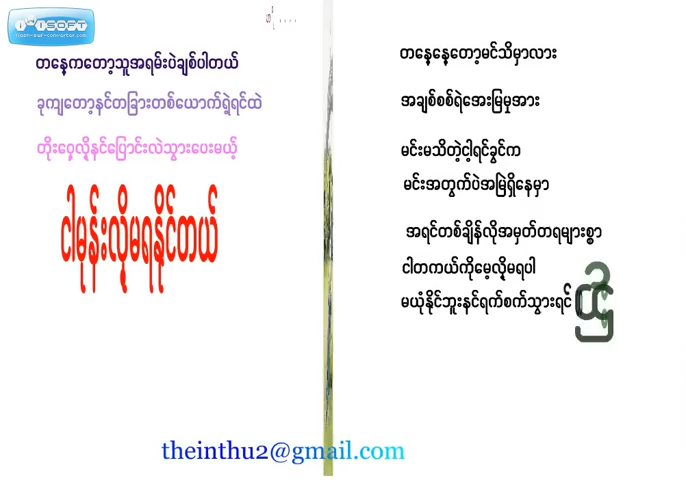 တနေ့ကတော့သူအရမ်းပဲချစ်ပါတယ်
ခုကျတော့နင်တခြားတစ်ယောက်ရဲ့ရင်ထဲ
တိုးဝှေ့လို့နင်ပြောင်းလဲသွားပေးမယ့်
ငါမုန်းလို့မရနိုင်တယ်
တနေ့နေ့တော့မင်သိမှာလား
အချစ်စစ်ရဲအေးမြမှုအား
မင်းမသိတဲ့ငါ့ရင်ခွင်က
မင်းအတွက်ပဲအမြဲရှိနေမှာ
အရင်တစ်ချိန်လိုအမှတ်တရများစွာ
ငါတကယ်ကိုမေ့လို့မရပါ
မယုံနိုင်ဘူးနင်ရက်စက်သွားရင်
theinthu2@gmail.com